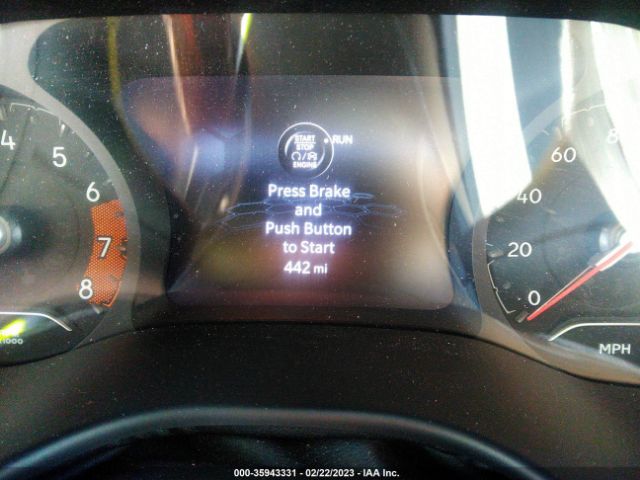 START
STOP
ENGINE
RUN
Press Brake
and
Push Button
to Start
442 mi
4
5
6
7
8
60
40
20
0
MPH
000-35943331 - 02/22/2023 - IAA Inc.